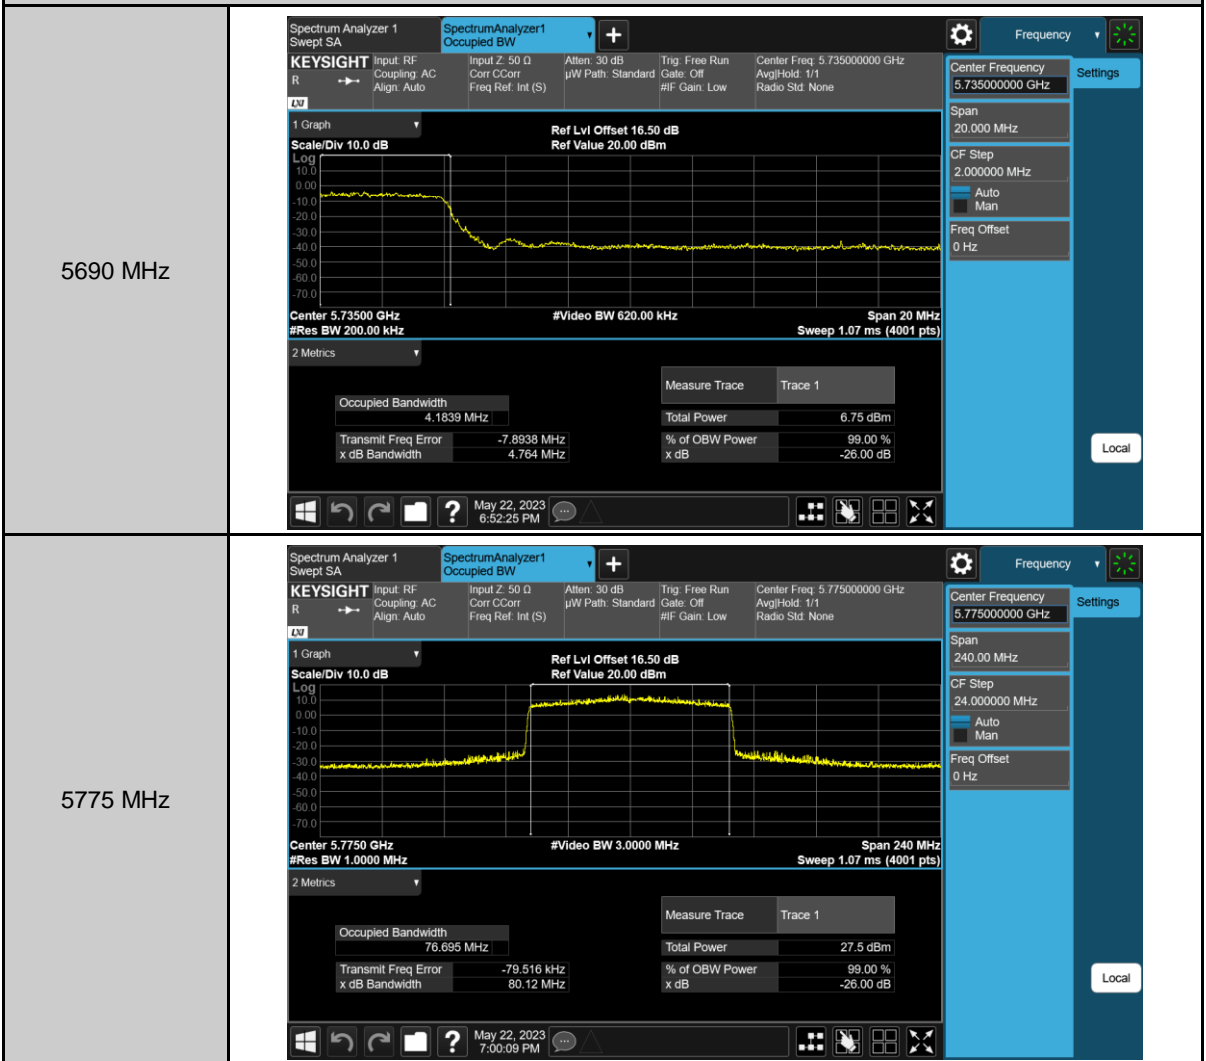 5690 MHz
Spectrum Analyzer 1
Swept SA
SpectrumAnalyzer1
Occupied BW
Frequency
KEYSIGHT
R
LXI
Input: RF
Coupling: AC
Align: Auto
Input Z: 50 Ω
Corr CCorr
Freq Ref: Int (S)
Atten: 30 dB
µW Path: Standard
Trig: Free Run
Gate: Off
#IF Gain: Low
Center Freq: 5.735000000 GHz
Avg|Hold: 1/1
Radio Std: None
Center Frequency
5.735000000 GHz
Settings
Span
20.000 MHz
CF Step
2.000000 MHz
Auto
Man
Freq Offset
0 Hz
Local
1 Graph
Scale/Div 10.0 dB
Ref Lvl Offset 16.50 dB
Ref Value 20.00 dBm
Log
10.0
0.00
-10.0
-20.0
-30.0
-40.0
-50.0
-60.0
-70.0
Center 5.73500 GHz
#Video BW 620.00 kHz
Span 20 MHz
#Res BW 200.00 kHz
Sweep 1.07 ms (4001 pts)
2 Metrics
Measure Trace Trace 1
Occupied Bandwidth
4.1839 MHz
Total Power 6.75 dBm
Transmit Freq Error -7.8938 MHz
% of OBW Power 99.00 %
x dB Bandwidth 4.764 MHz
x dB -26.00 dB
May 22, 2023
6:52:25 PM
5775 MHz
Spectrum Analyzer 1
Swept SA
SpectrumAnalyzer1
Occupied BW
Frequency
KEYSIGHT
R
LXI
Input: RF
Coupling: AC
Align: Auto
Input Z: 50 Ω
Corr CCorr
Freq Ref: Int (S)
Atten: 30 dB
µW Path: Standard
Trig: Free Run
Gate: Off
#IF Gain: Low
Center Freq: 5.775000000 GHz
Avg|Hold: 1/1
Radio Std: None
Center Frequency
5.775000000 GHz
Settings
Span
240.00 MHz
CF Step
24.000000 MHz
Auto
Man
Freq Offset
0 Hz
Local
1 Graph
Scale/Div 10.0 dB
Ref Lvl Offset 16.50 dB
Ref Value 20.00 dBm
Log
10.0
0.00
-10.0
-20.0
-30.0
-40.0
-50.0
-60.0
-70.0
Center 5.7750 GHz
#Video BW 3.0000 MHz
Span 240 MHz
#Res BW 1.0000 MHz
Sweep 1.07 ms (4001 pts)
2 Metrics
Measure Trace Trace 1
Occupied Bandwidth
76.695 MHz
Total Power 27.5 dBm
Transmit Freq Error -79.516 kHz
% of OBW Power 99.00 %
x dB Bandwidth 80.12 MHz
x dB -26.00 dB
May 22, 2023
7:00:09 PM